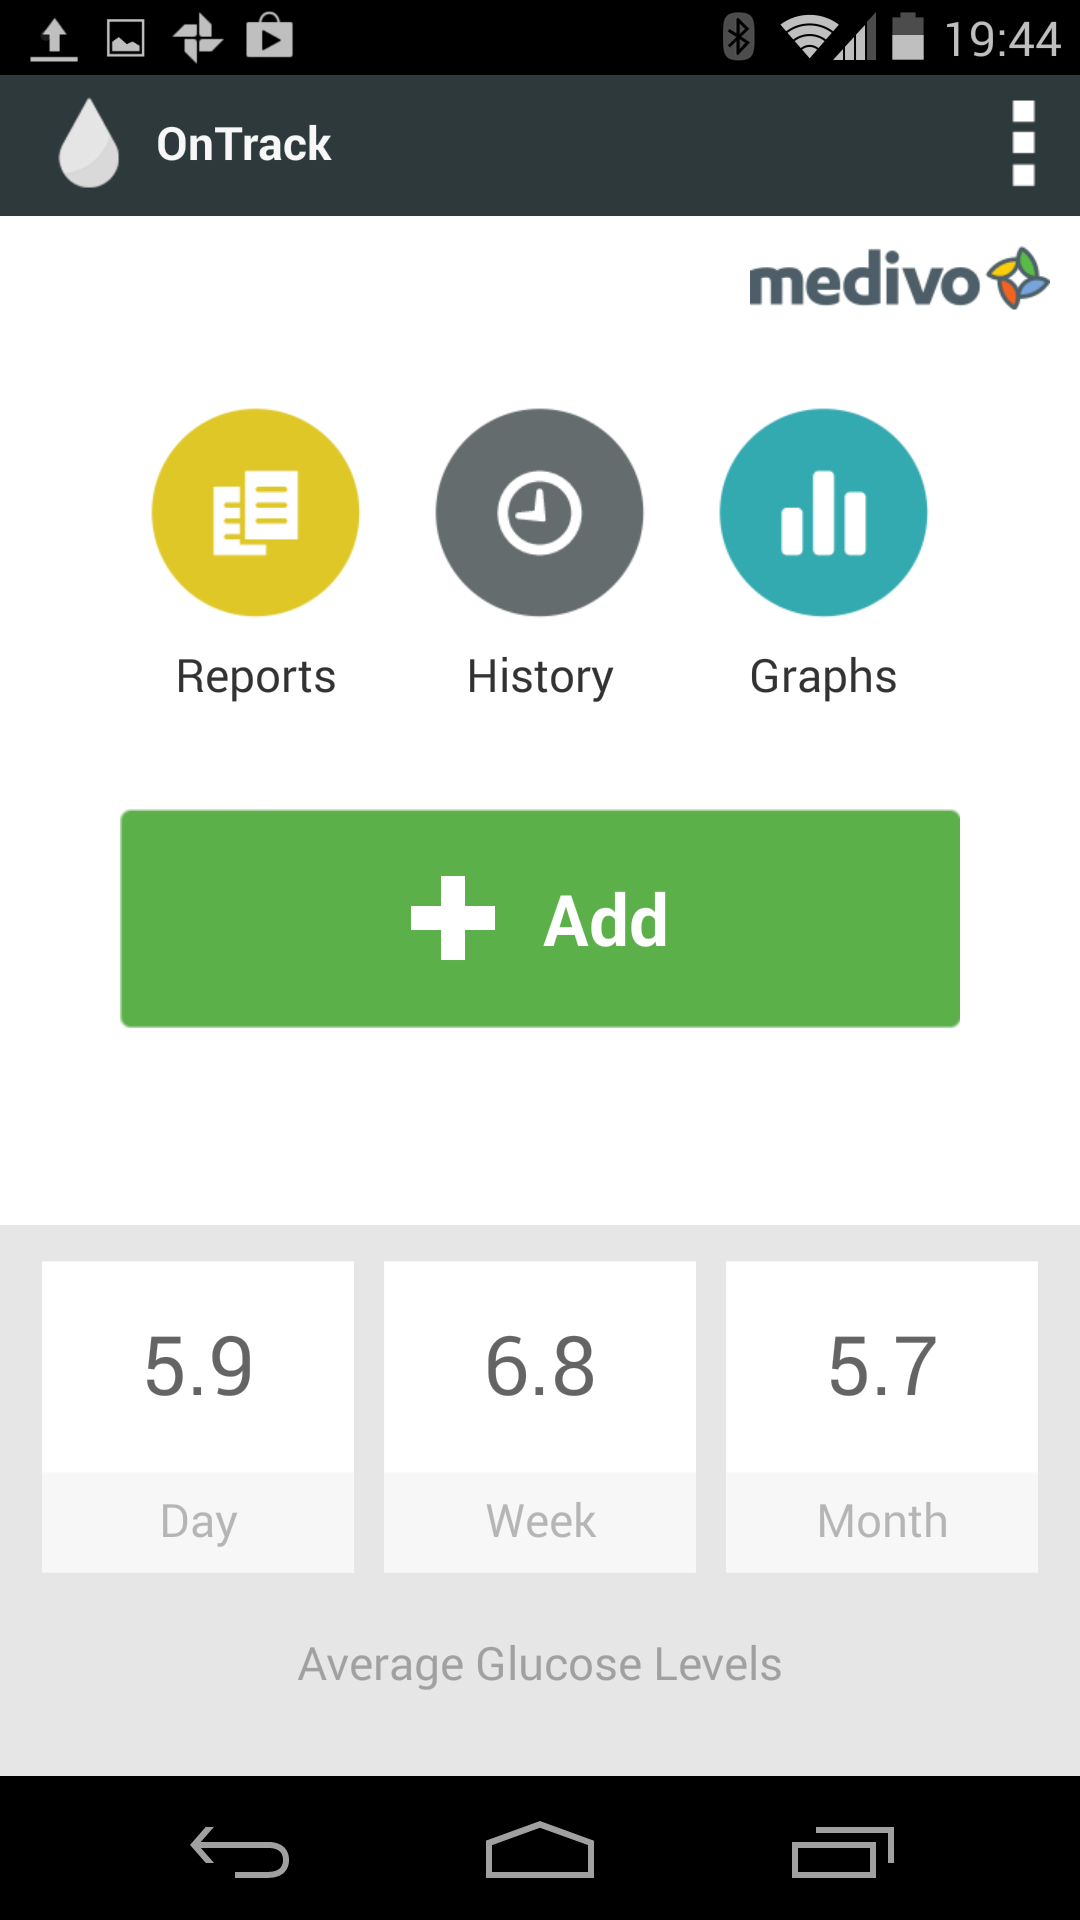 19:44
OnTrack
medivo
Reports History Graphs
Add
5.9 6.8 5.7
Day Week Month
Average Glucose Levels